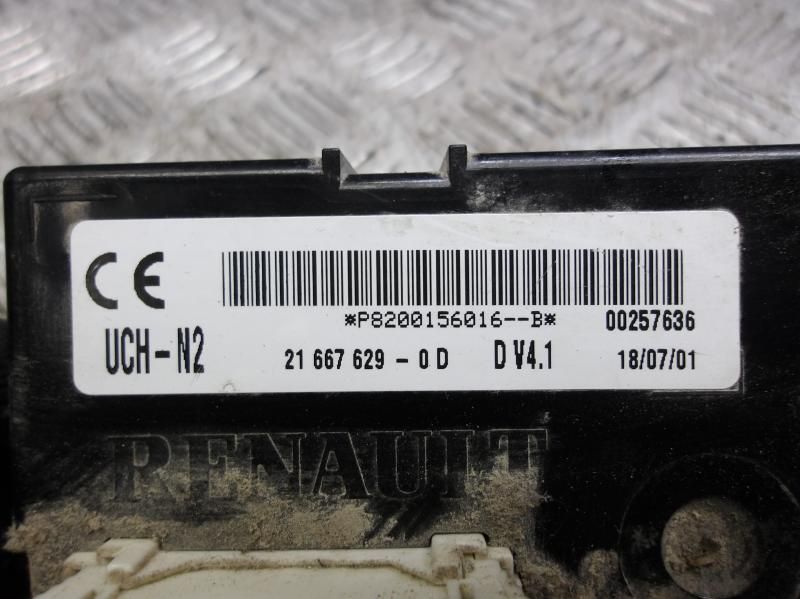 CE
*P8200156016--B* 00257636
UCH-N2 21 667 629 - 0 D D V4.1 18/07/01
RENAULT